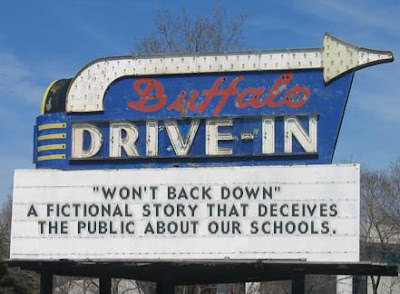 Buffalo
DRIVE-IN
"WON'T BACK DOWN"
A FICTIONAL STORY THAT DECEIVES
THE PUBLIC ABOUT OUR SCHOOLS.